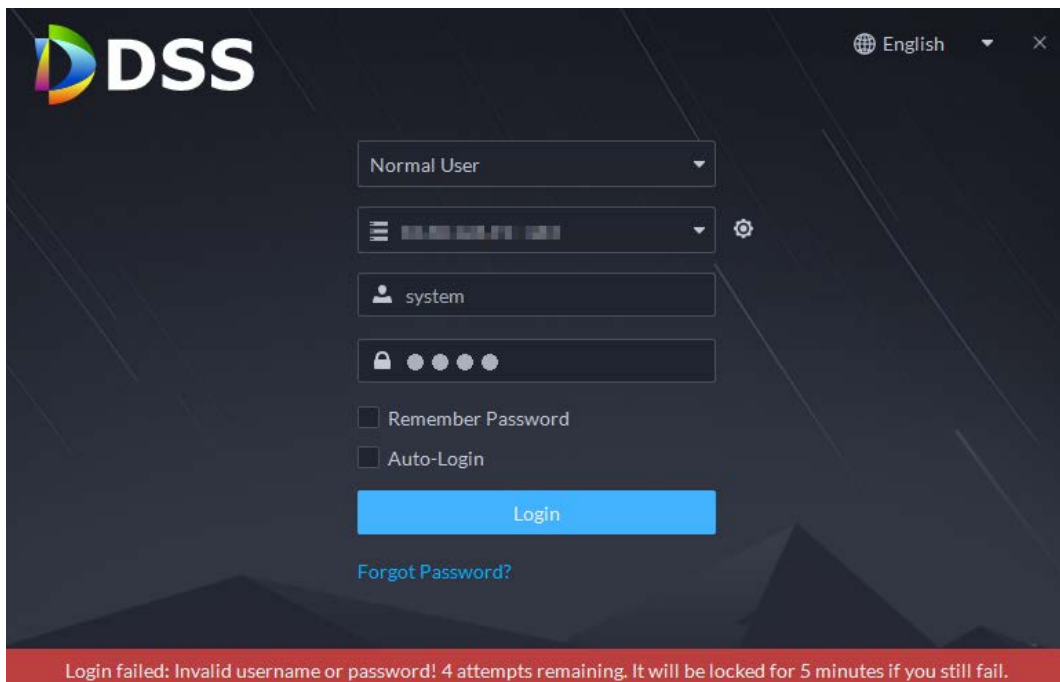 DSS
English
Normal User
system
Remember Password
Auto-Login
Login
Forgot Password?
Login failed: Invalid username or password! 4 attempts remaining. It will be locked for 5 minutes if you still fail.